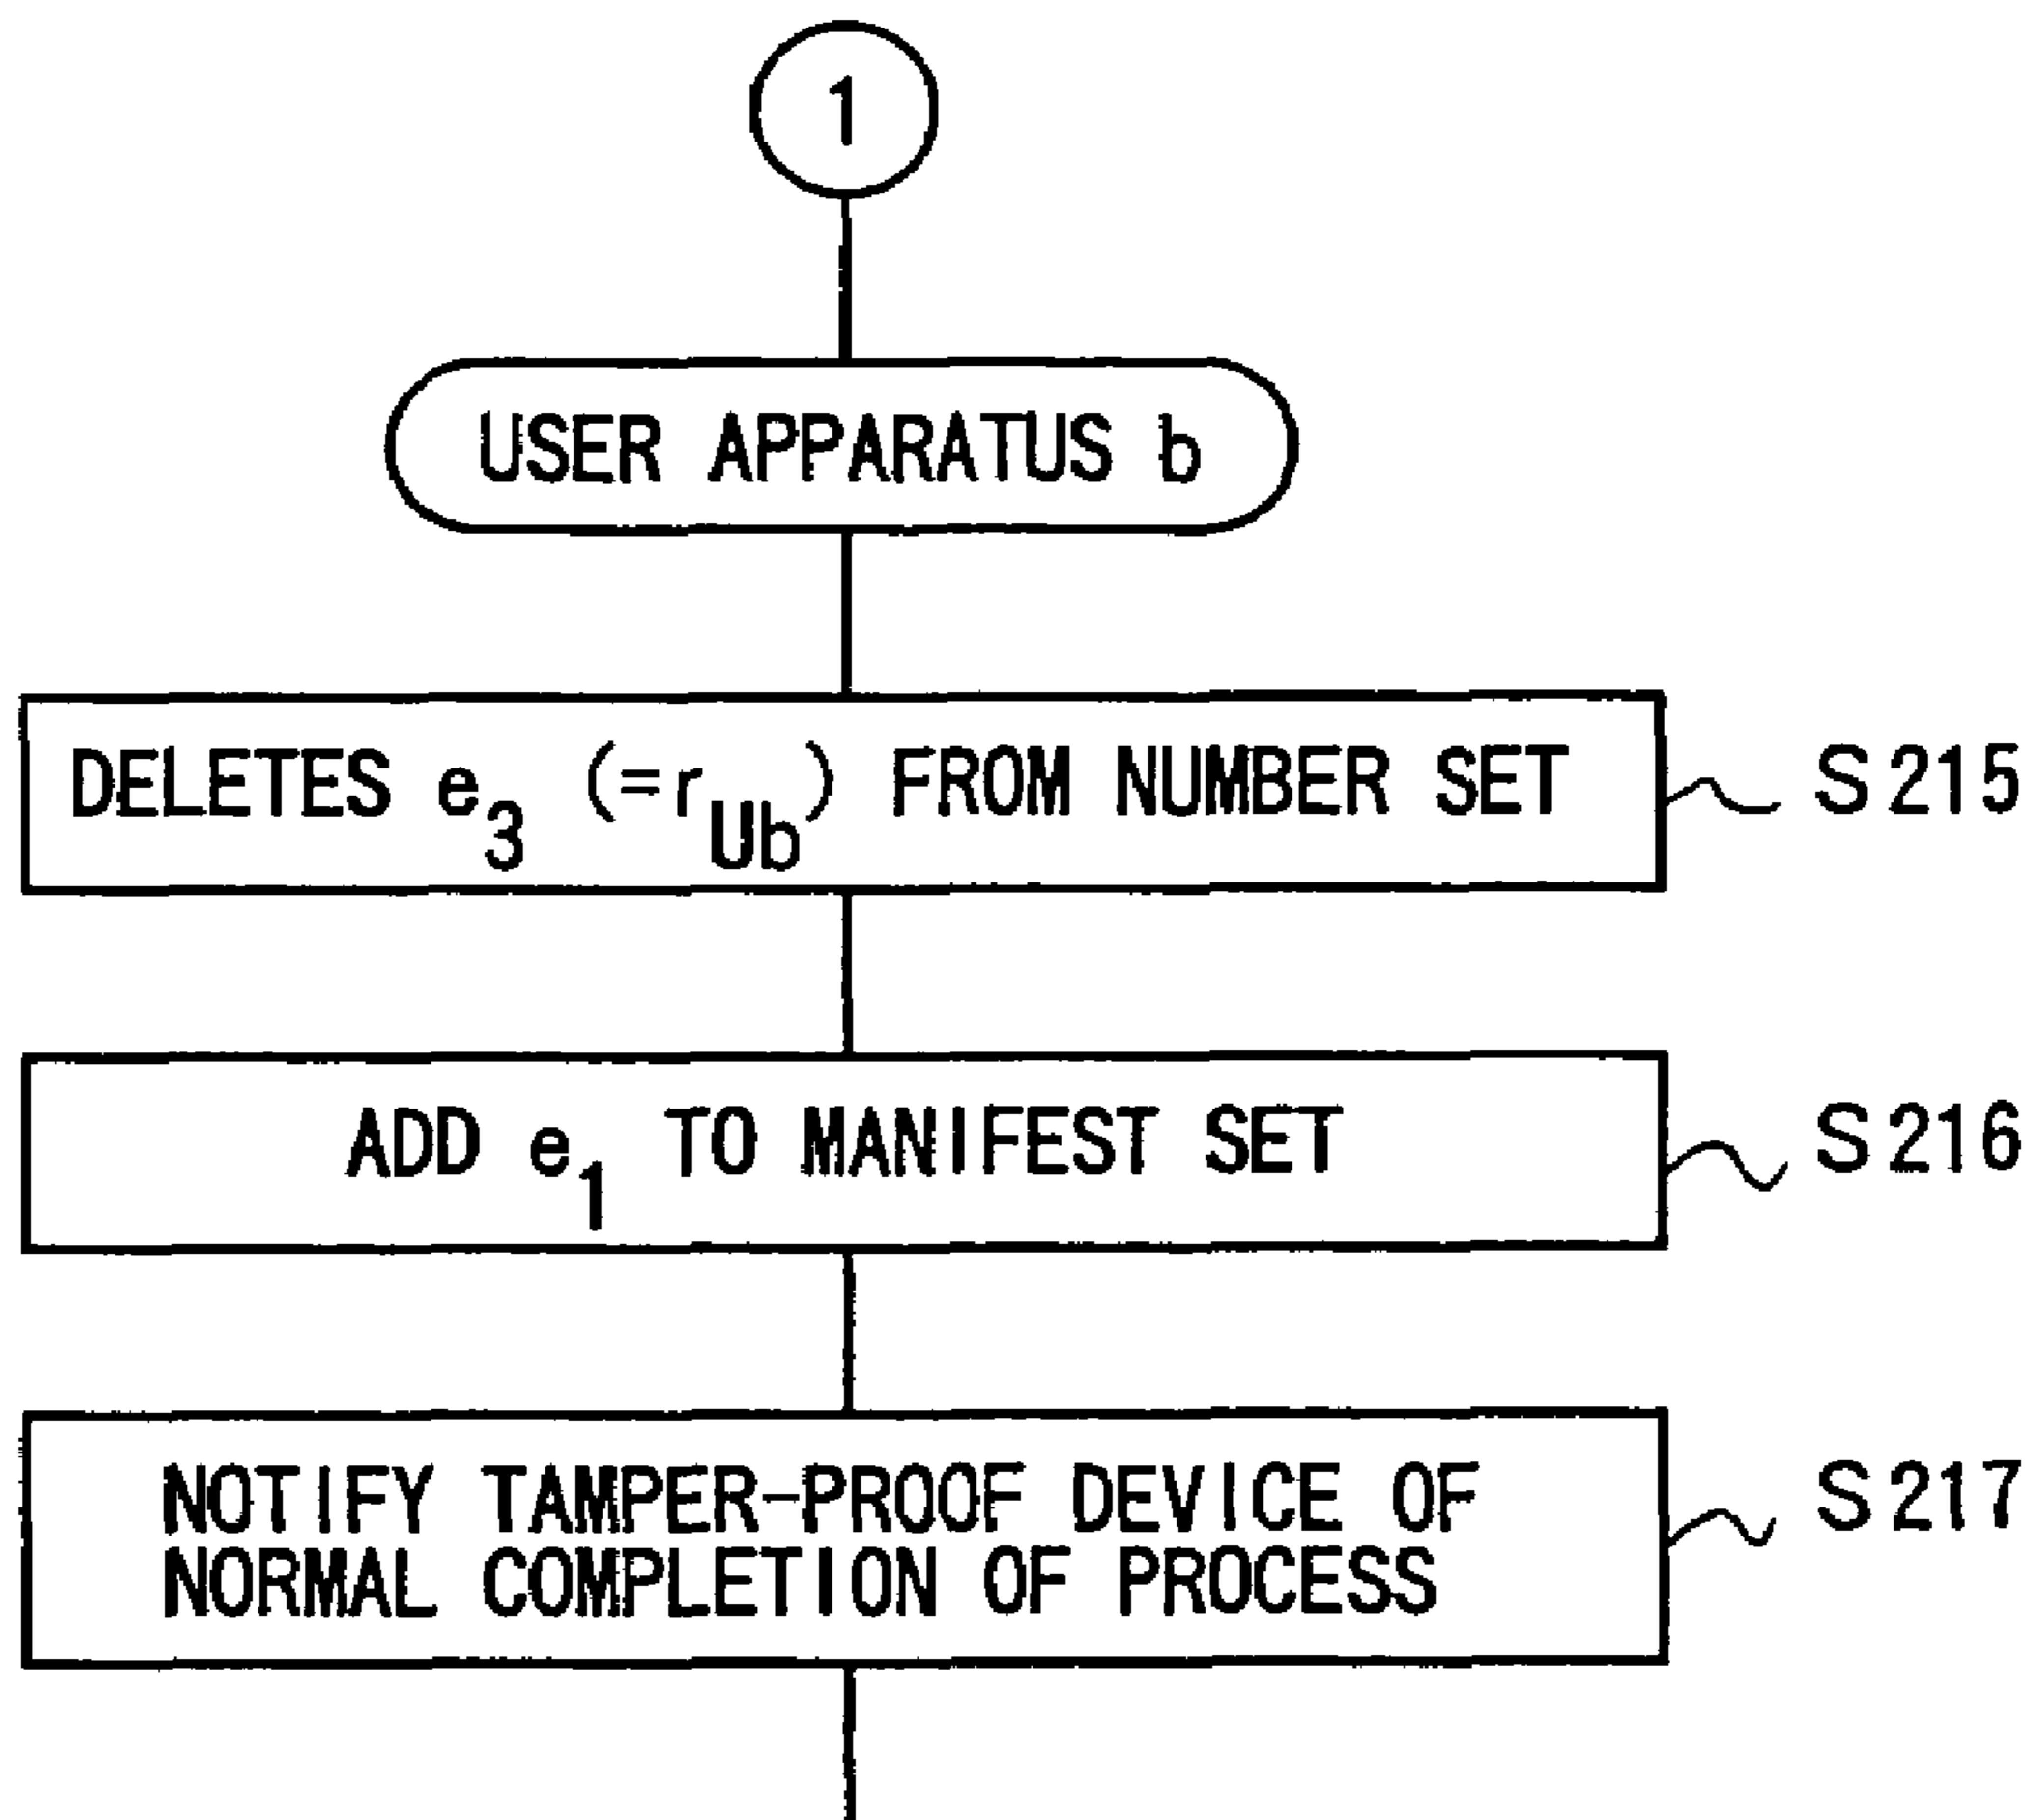 1
USER APPARATUS b
DELETES e₃ (=r_Ub) FROM NUMBER SET
S215
ADD e₁ TO MANIFEST SET
S216
NOTIFY TAMPER-PROOF DEVICE OF
NORMAL COMPLETION OF PROCESS
S217